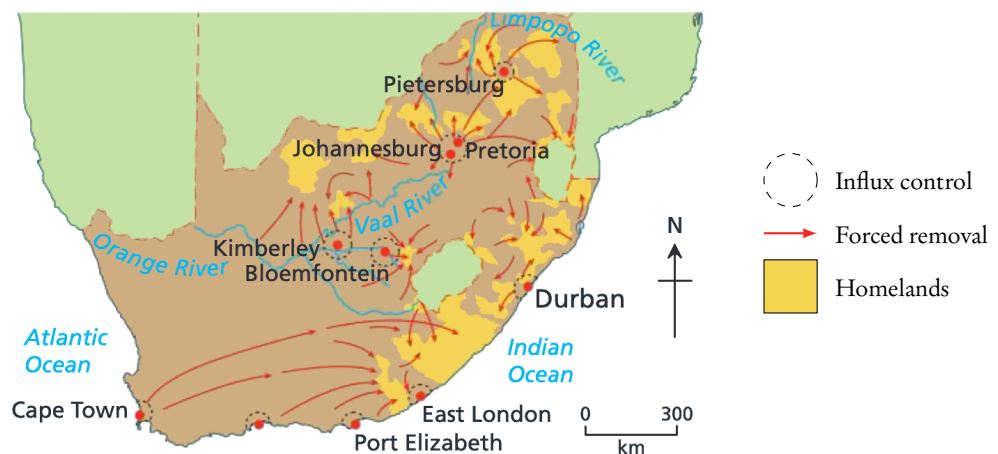 Limpopo River
Pietersburg
Johannesburg
Pretoria
Vaal River
Kimberley
Orange River
Bloemfontein
Durban
Atlantic
Ocean
Indian
Ocean
Cape Town
East London
Port Elizabeth
N
0 300
km
Influx control
Forced removal
Homelands